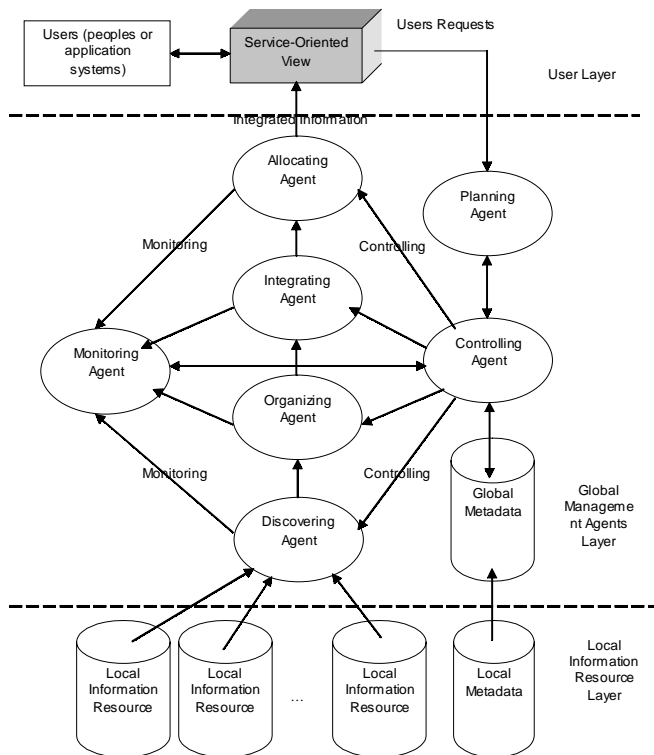 Users Requests
Users (peoples or
application
systems)
Service-Oriented
View
User Layer
Integrated Information
Allocating
Agent
Planning
Agent
Monitoring
Controlling
Integrating
Agent
Monitoring
Agent
Controlling
Agent
Organizing
Agent
Monitoring
Controlling
Global
Metadata
Global
Manageme
nt Agents
Layer
Discovering
Agent
Local
Information
Resource
Local
Information
Resource
...
Local
Information
Resource
Local
Metadata
Local
Information
Resource
Layer